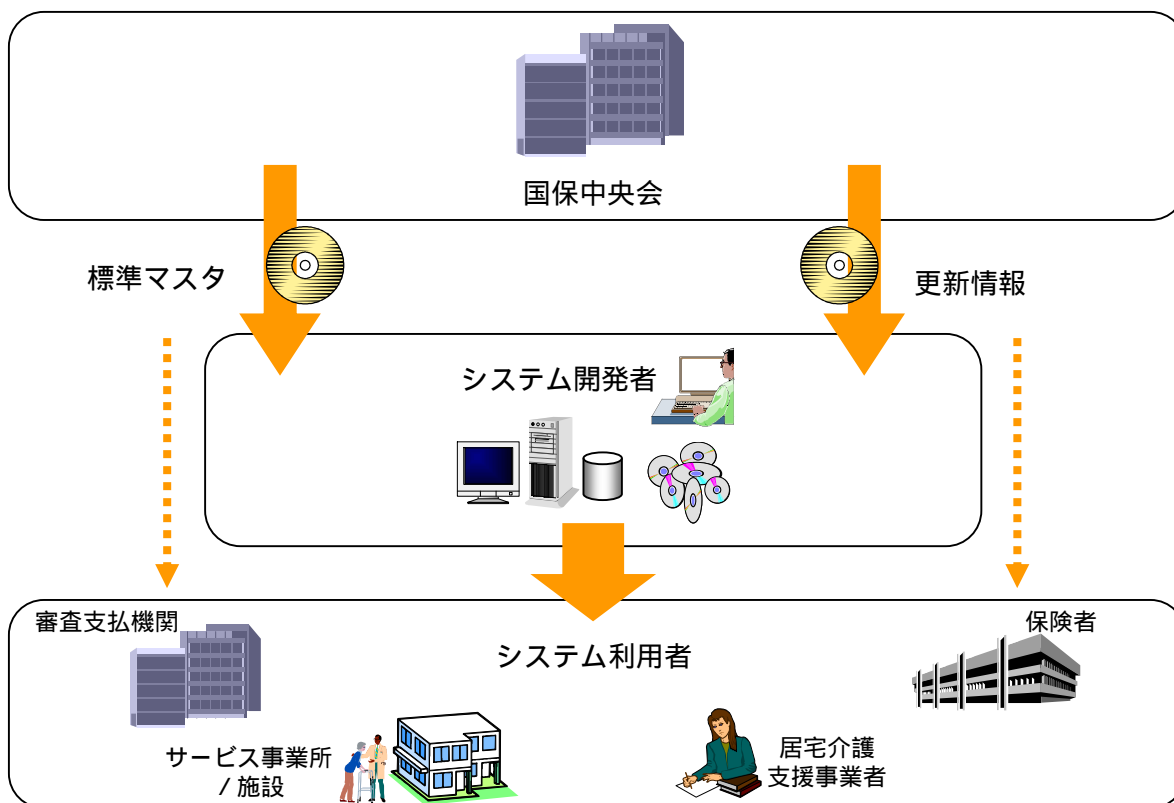 国保中央会
標準マスタ
更新情報
システム開発者
審査支払機関
保険者
システム利用者
サービス事業所
/ 施設
居宅介護
支援事業者